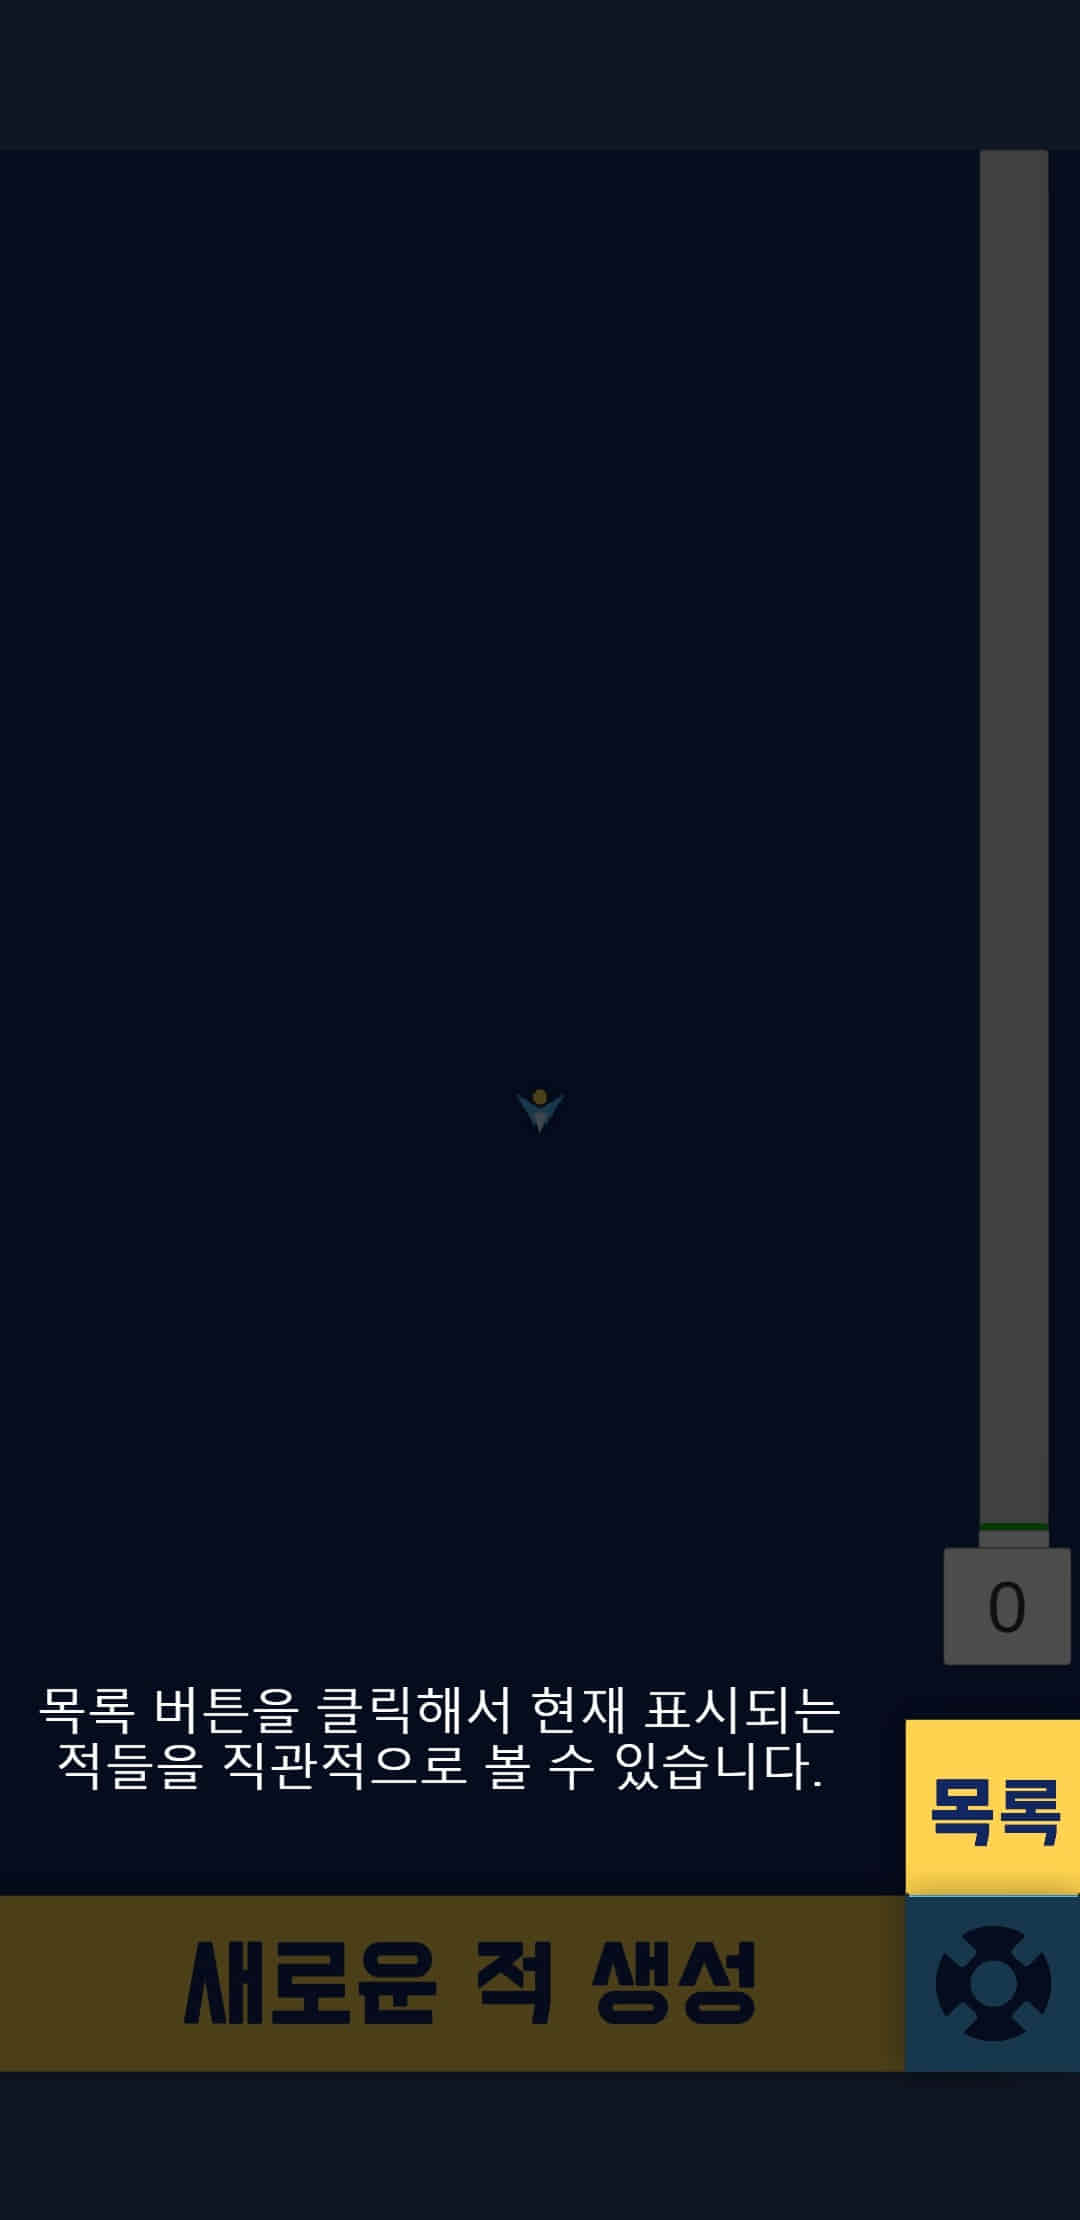 0
목록 버튼을 클릭해서 현재 표시되는
적들을 직관적으로 볼 수 있습니다.
목록
새로운 적 생성